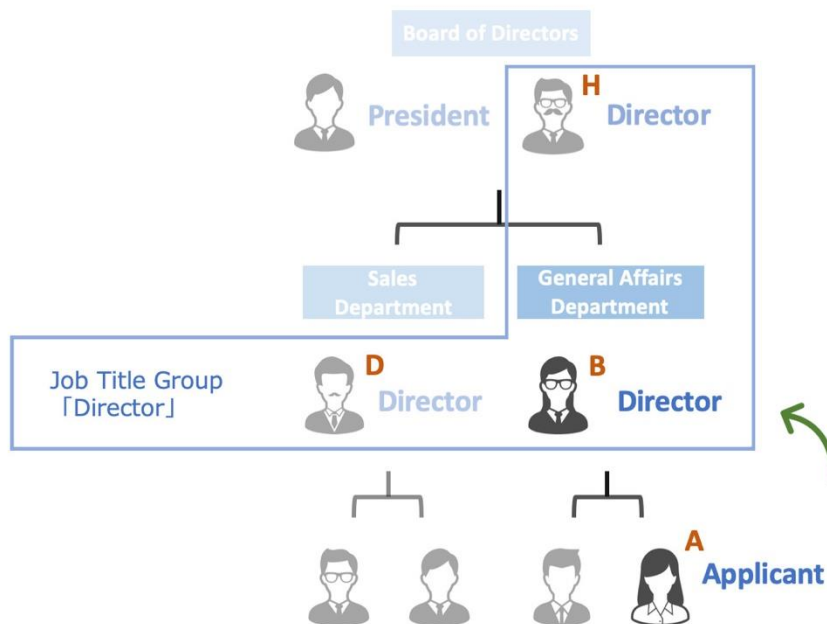 Board of Directors
President
H
Director
Sales
Department
General Affairs
Department
Job Title Group
「Director」
D
Director
B
Director
A
Applicant